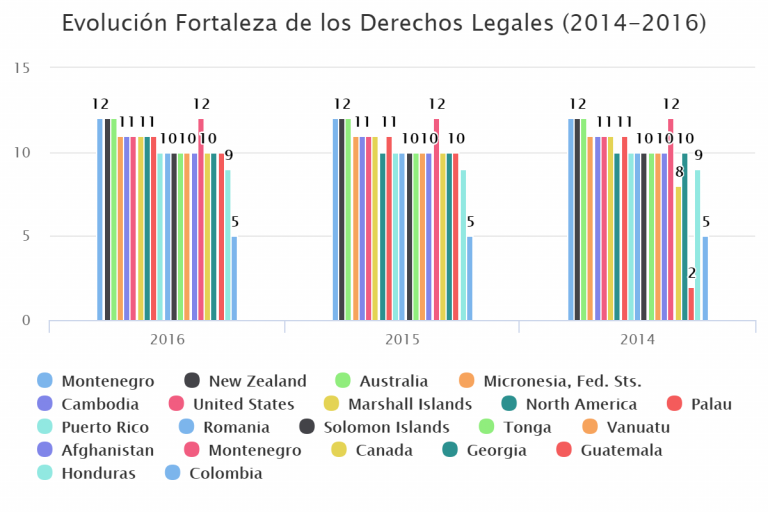 Evolución Fortaleza de los Derechos Legales (2014-2016)
15
12 12 12 12 12 12
11 11 11 11 11 11
10 10 10 10 10 10 10 10 10 10 10
9 9
8
5 5 5 5
2
0
2016 2015 2014
Montenegro New Zealand Australia Micronesia, Fed. Sts.
Cambodia United States Marshall Islands North America Palau
Puerto Rico Romania Solomon Islands Tonga Vanuatu
Afghanistan Montenegro Canada Georgia Guatemala
Honduras Colombia